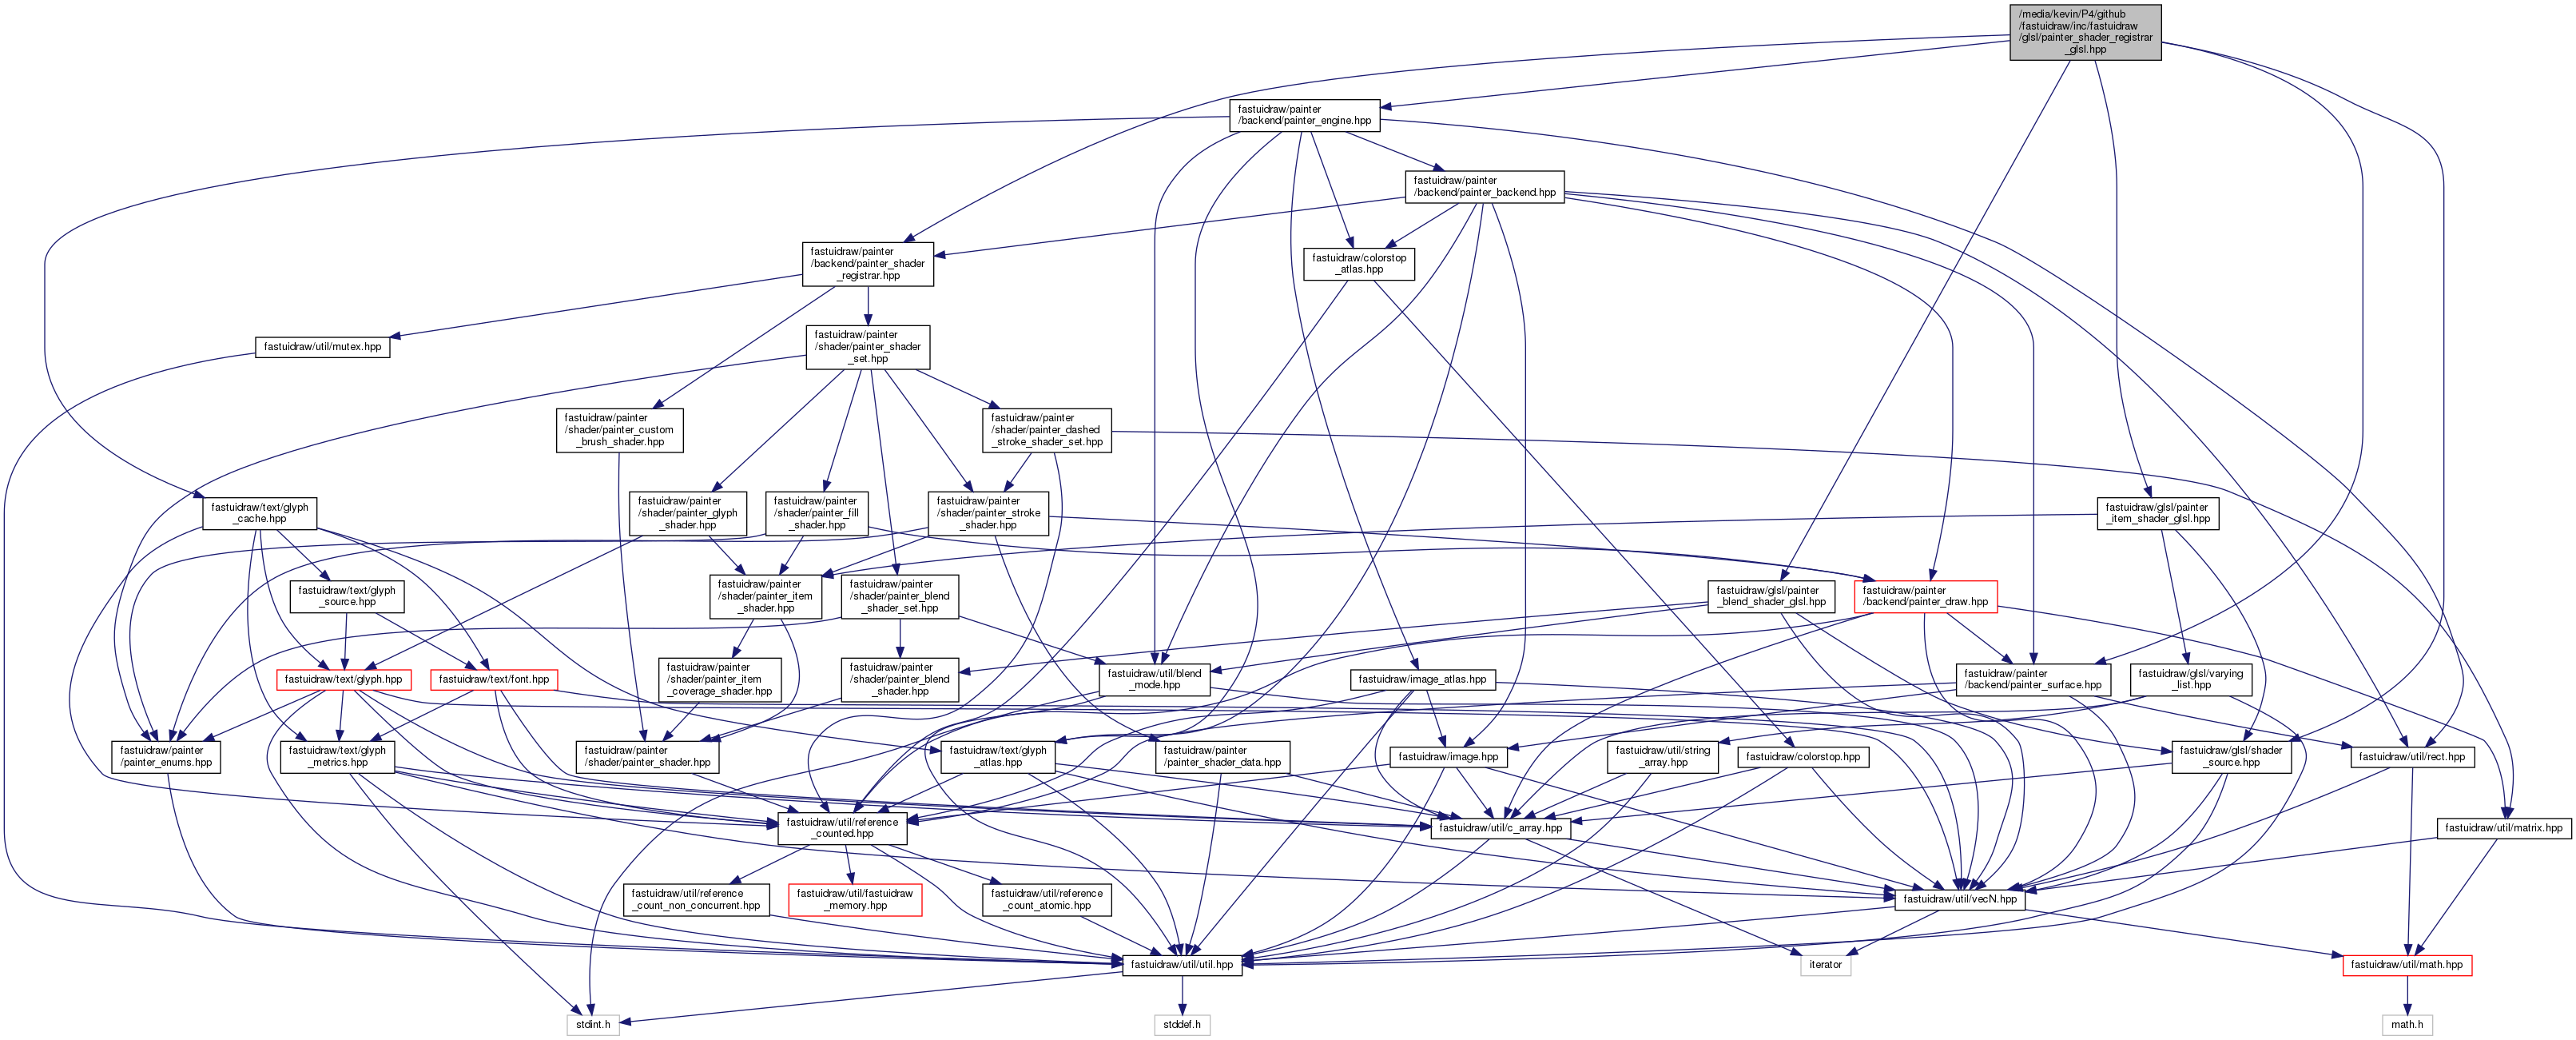 /media/kevin/P4/github
/fastuidraw/inc/fastuidraw
/glsl/painter_shader_registrar
_glsl.hpp
fastuidraw/painter
/backend/painter_engine.hpp
fastuidraw/painter
/backend/painter_backend.hpp
fastuidraw/painter
/backend/painter_shader
_registrar.hpp
fastuidraw/colorstop
_atlas.hpp
fastuidraw/util/mutex.hpp
fastuidraw/painter
/shader/painter_shader
_set.hpp
fastuidraw/painter
/shader/painter_custom
_brush_shader.hpp
fastuidraw/painter
/shader/painter_dashed
_stroke_shader_set.hpp
fastuidraw/text/glyph
_cache.hpp
fastuidraw/painter
/shader/painter_glyph
_shader.hpp
fastuidraw/painter
/shader/painter_fill
_shader.hpp
fastuidraw/painter
/shader/painter_stroke
_shader.hpp
fastuidraw/glsl/painter
_item_shader_glsl.hpp
fastuidraw/text/glyph
_source.hpp
fastuidraw/painter
/shader/painter_item
_shader.hpp
fastuidraw/painter
/shader/painter_blend
_shader_set.hpp
fastuidraw/glsl/painter
_blend_shader_glsl.hpp
fastuidraw/painter
/backend/painter_draw.hpp
fastuidraw/text/glyph.hpp
fastuidraw/text/font.hpp
fastuidraw/painter
/shader/painter_item
_coverage_shader.hpp
fastuidraw/painter
/shader/painter_blend
_shader.hpp
fastuidraw/util/blend
_mode.hpp
fastuidraw/image_atlas.hpp
fastuidraw/painter
/backend/painter_surface.hpp
fastuidraw/glsl/varying
_list.hpp
fastuidraw/painter
/painter_enums.hpp
fastuidraw/text/glyph
_metrics.hpp
fastuidraw/painter
/shader/painter_shader.hpp
fastuidraw/text/glyph
_atlas.hpp
fastuidraw/painter
/painter_shader_data.hpp
fastuidraw/image.hpp
fastuidraw/util/string
_array.hpp
fastuidraw/colorstop.hpp
fastuidraw/glsl/shader
_source.hpp
fastuidraw/util/rect.hpp
fastuidraw/util/reference
_counted.hpp
fastuidraw/util/c_array.hpp
fastuidraw/util/matrix.hpp
fastuidraw/util/reference
_count_non_concurrent.hpp
fastuidraw/util/fastuidraw
_memory.hpp
fastuidraw/util/reference
_count_atomic.hpp
fastuidraw/util/vecN.hpp
fastuidraw/util/util.hpp
iterator
fastuidraw/util/math.hpp
stdint.h
stddef.h
math.h